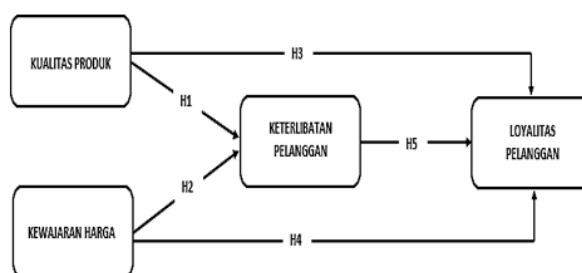 KUALITAS PRODUK
H3
H1
KETERLIBATAN
PELANGGAN
H5
LOYALITAS
PELANGGAN
H2
KEWAJARAN HARGA
H4